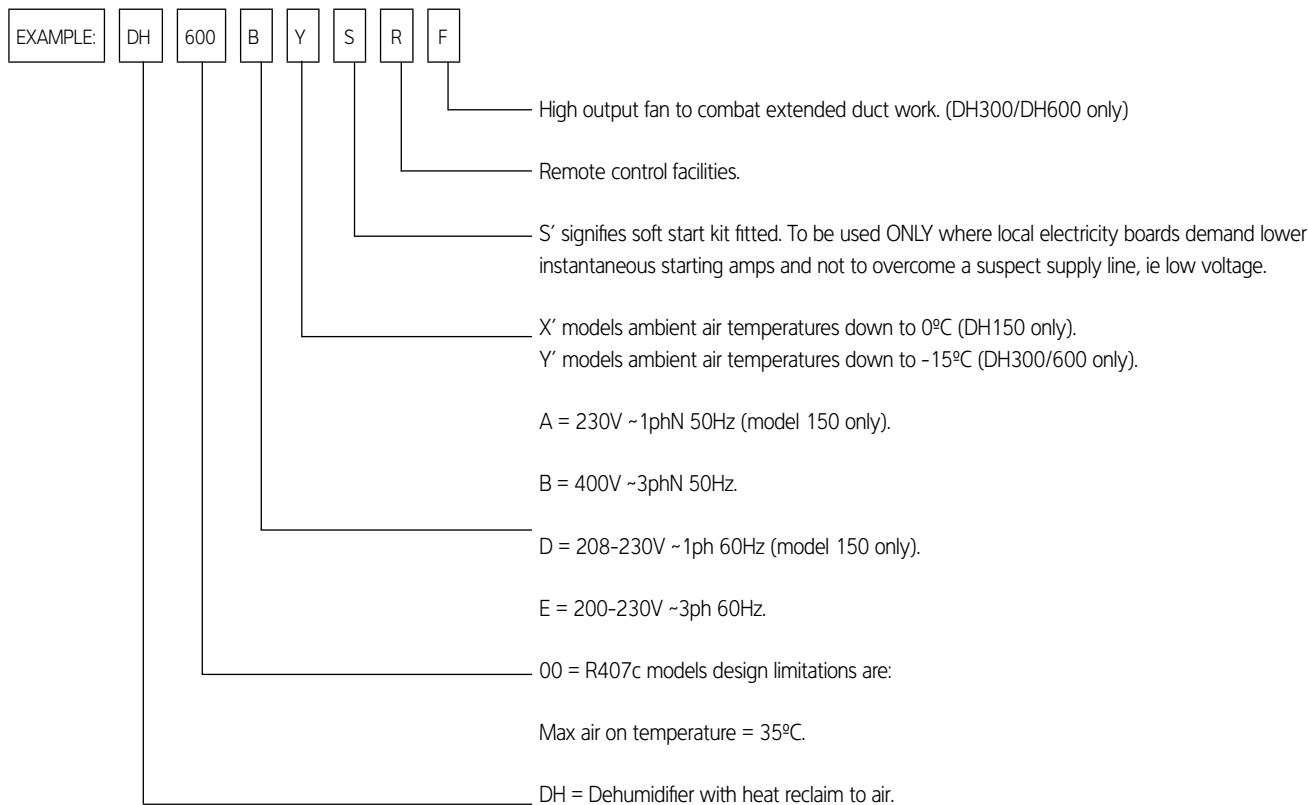 EXAMPLE: DH 600 B Y S R F
High output fan to combat extended duct work. (DH300/DH600 only)
Remote control facilities.
S’ signifies soft start kit fitted. To be used ONLY where local electricity boards demand lower
instantaneous starting amps and not to overcome a suspect supply line, ie low voltage.
X’ models ambient air temperatures down to 0ºC (DH150 only).
Y’ models ambient air temperatures down to -15ºC (DH300/600 only).
A = 230V ~1phN 50Hz (model 150 only).
B = 400V ~3phN 50Hz.
D = 208-230V ~1ph 60Hz (model 150 only).
E = 200-230V ~3ph 60Hz.
00 = R407c models design limitations are:
Max air on temperature = 35ºC.
DH = Dehumidifier with heat reclaim to air.